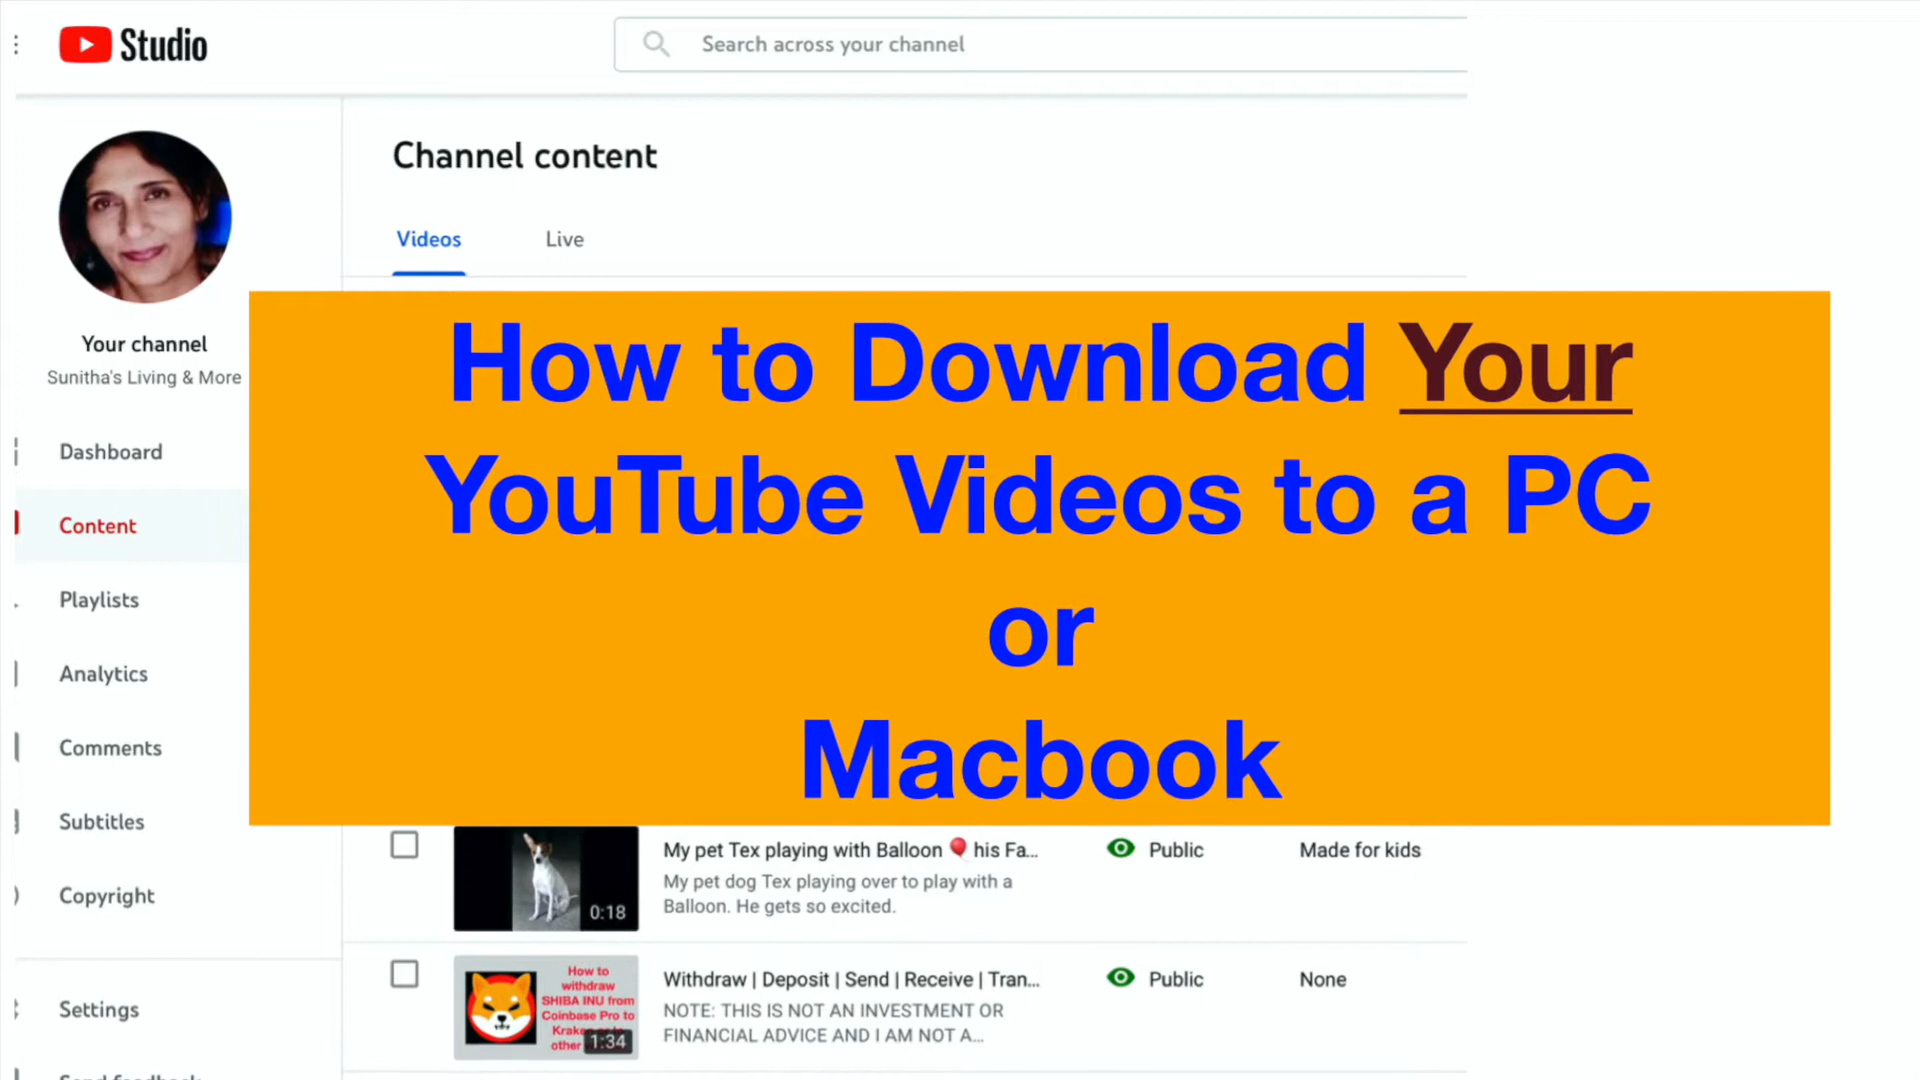 Studio
Search across your channel
Channel content
Videos
Live
Your channel
Sunitha's Living & More
Dashboard
Content
Playlists
Analytics
Comments
Subtitles
Copyright
Settings
How to Download Your
YouTube Videos to a PC
or
Macbook
0:18
My pet Tex playing with Balloon 🎈 his Fa...
My pet dog Tex playing over to play with a
Balloon. He gets so excited.
Public
Made for kids
How to
withdraw
SHIBA INU from
Coinbase Pro to
other
1:34
Withdraw | Deposit | Send | Receive | Tran...
NOTE: THIS IS NOT AN INVESTMENT OR
FINANCIAL ADVICE AND I AM NOT A...
Public
None